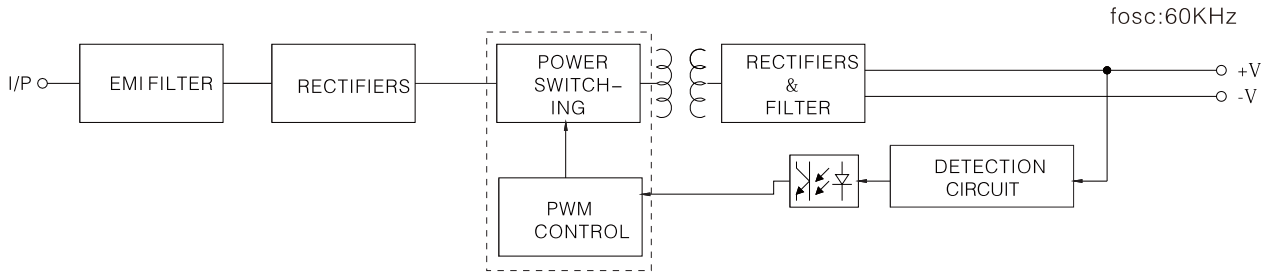 fosc:60KHz
I/P
EMI FILTER
RECTIFIERS
POWER
SWITCH-
ING
RECTIFIERS
&
FILTER
+V
-V
DETECTION
CIRCUIT
PWM
CONTROL